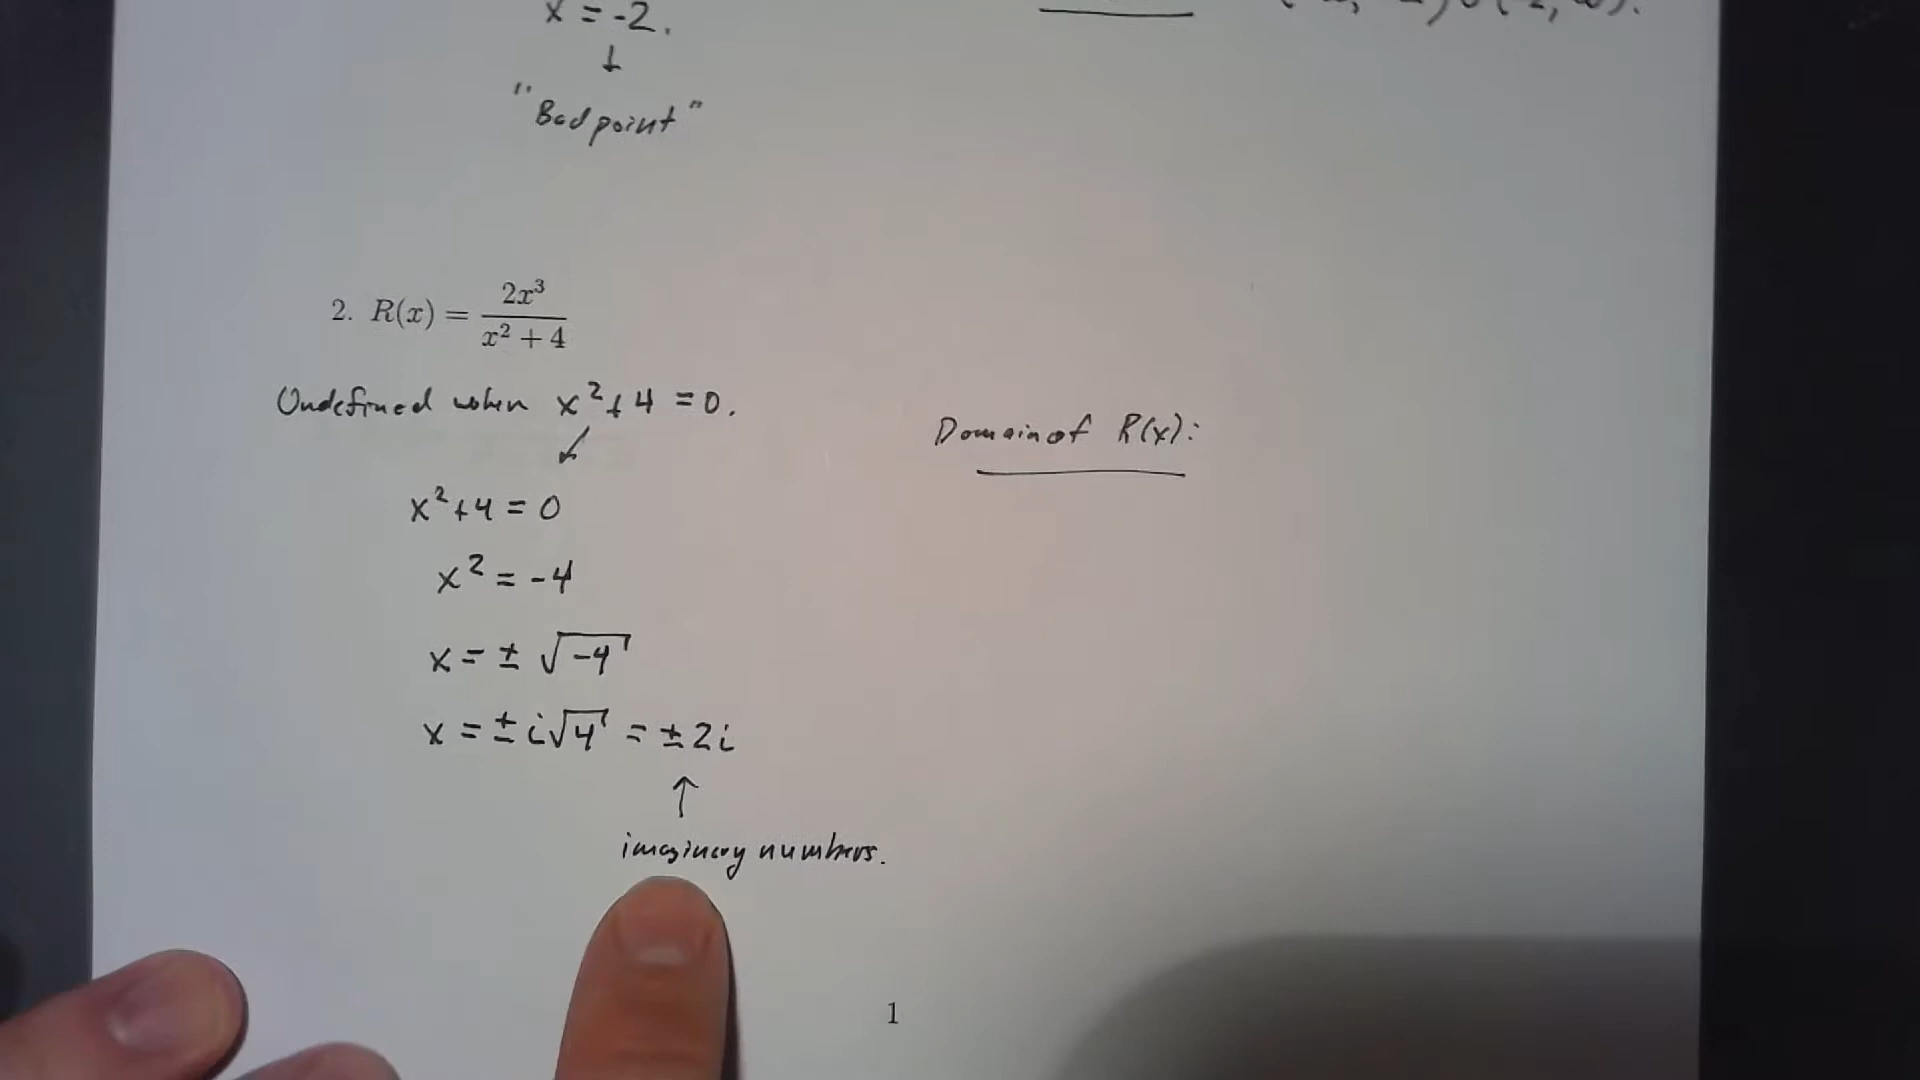 x = -2.
↓
"Bad point"
2. R(x) = 2x³ / (x² + 4)
Undefined when x² + 4 = 0.
Domain of R(x):
x² + 4 = 0
x² = -4
x = ± √-4
x = ± i√4 = ± 2i
↑
imaginary numbers.
1